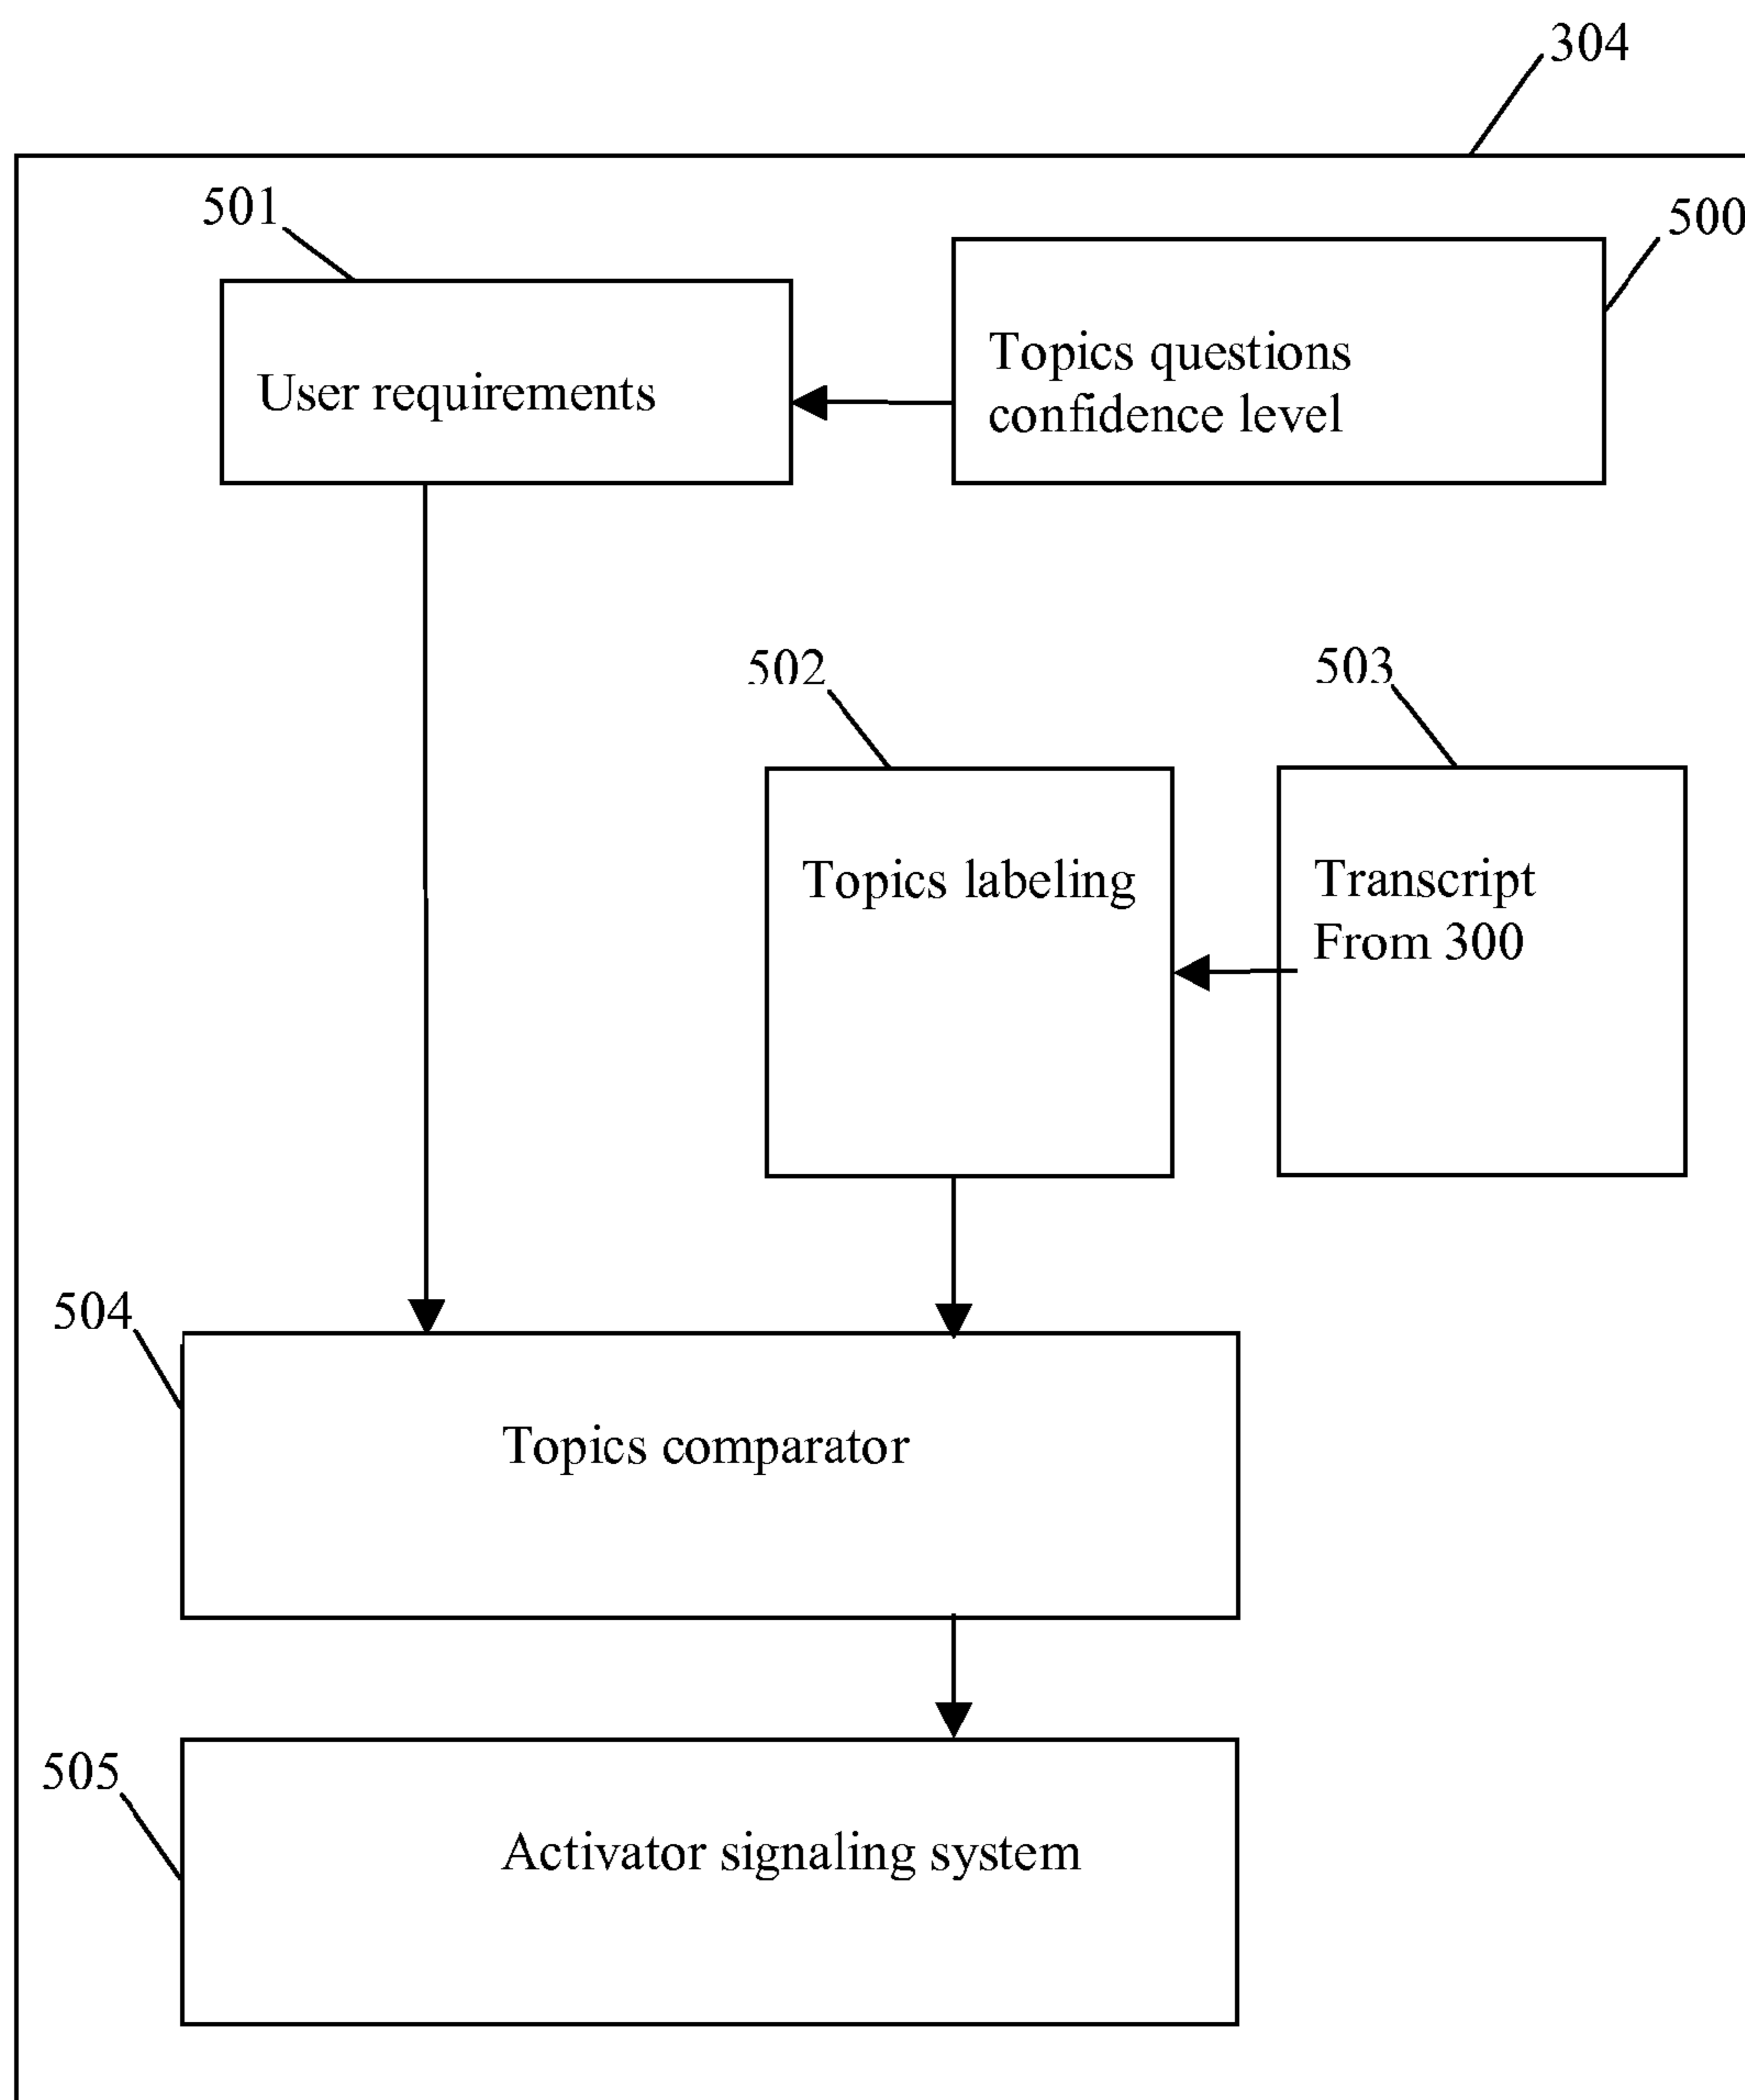 304
501
500
User requirements
Topics questions
confidence level
502
503
Topics labeling
Transcript
From 300
504
Topics comparator
505
Activator signaling system